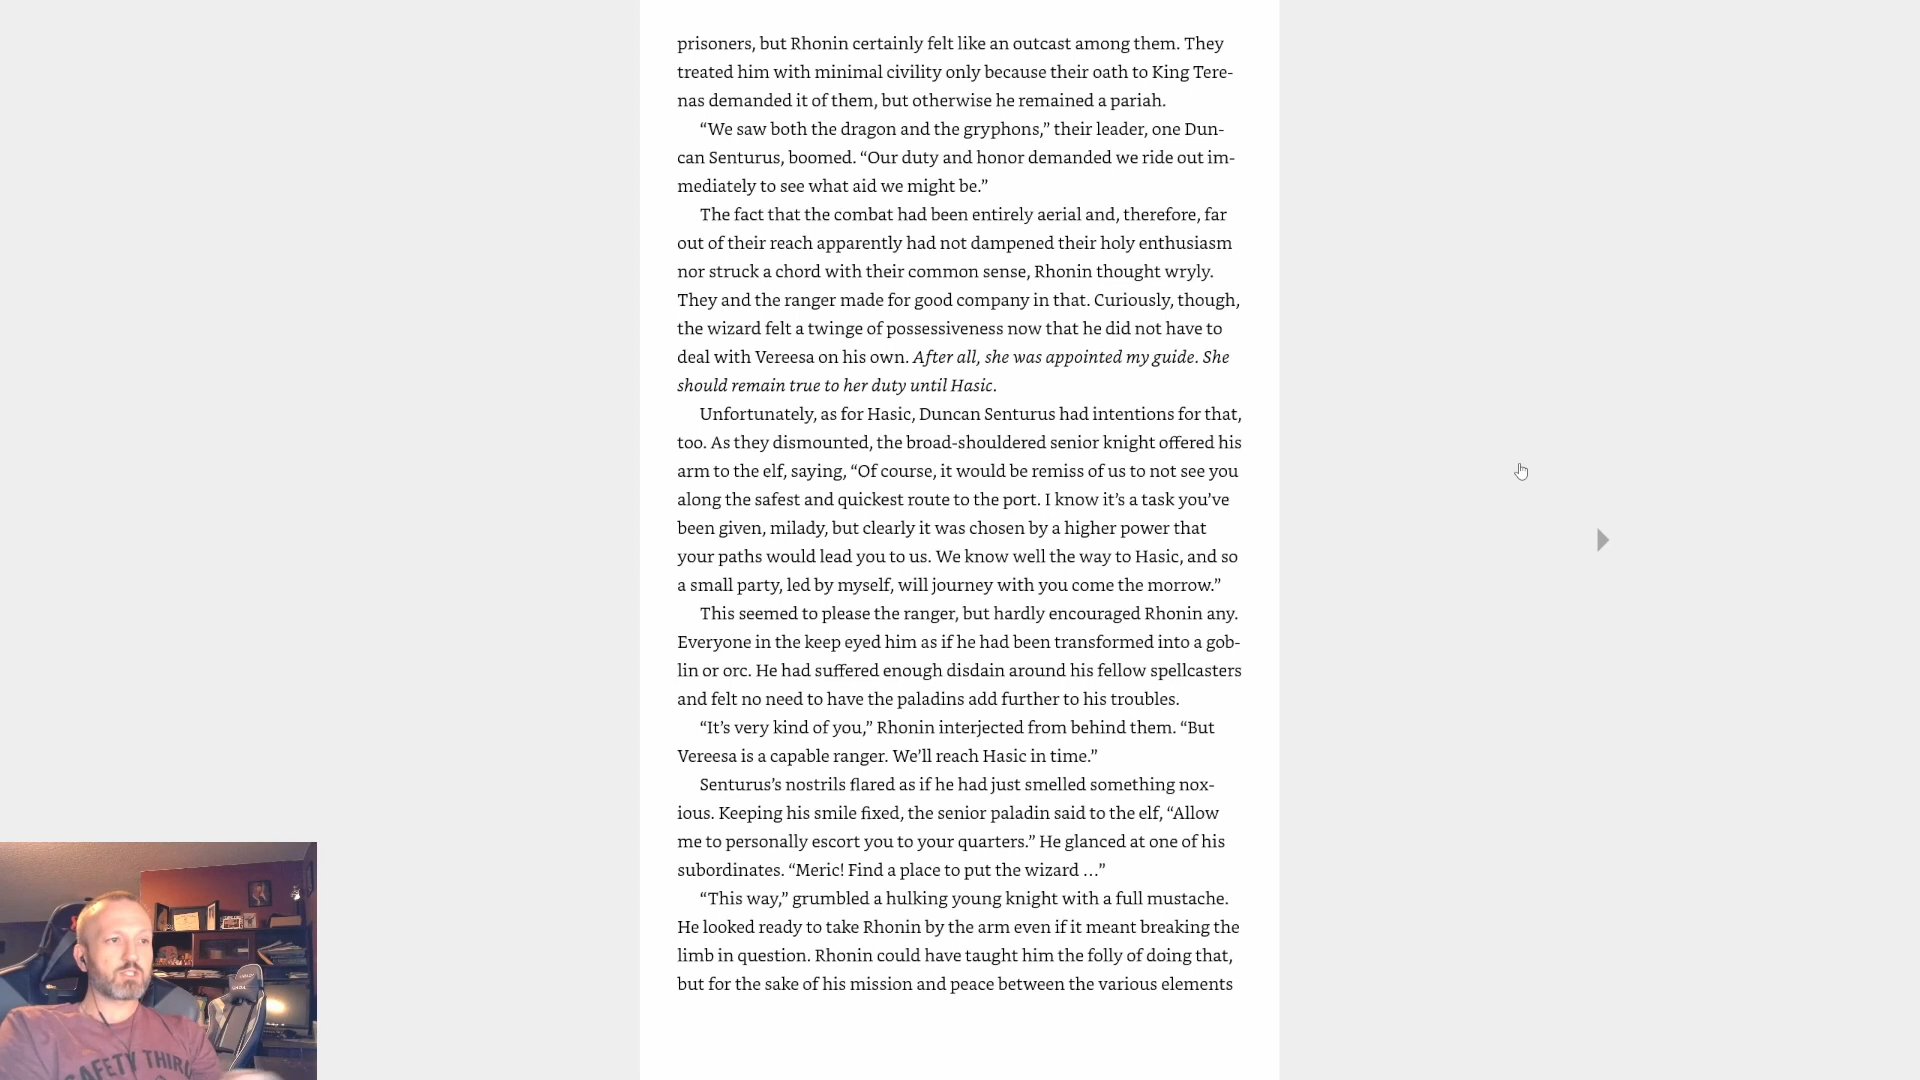 prisoners, but Rhonin certainly felt like an outcast among them. They
treated him with minimal civility only because their oath to King Tere-
nas demanded it of them, but otherwise he remained a pariah.
“We saw both the dragon and the gryphons,” their leader, one Dun-
can Senturus, boomed. “Our duty and honor demanded we ride out im-
mediately to see what aid we might be.”
The fact that the combat had been entirely aerial and, therefore, far
out of their reach apparently had not dampened their holy enthusiasm
nor struck a chord with their common sense, Rhonin thought wryly.
They and the ranger made for good company in that. Curiously, though,
the wizard felt a twinge of possessiveness now that he did not have to
deal with Vereesa on his own. After all, she was appointed my guide. She
should remain true to her duty until Hasic.
Unfortunately, as for Hasic, Duncan Senturus had intentions for that,
too. As they dismounted, the broad-shouldered senior knight offered his
arm to the elf, saying, “Of course, it would be remiss of us to not see you
along the safest and quickest route to the port. I know it’s a task you’ve
been given, milady, but clearly it was chosen by a higher power that
your paths would lead you to us. We know well the way to Hasic, and so
a small party, led by myself, will journey with you come the morrow.”
This seemed to please the ranger, but hardly encouraged Rhonin any.
Everyone in the keep eyed him as if he had been transformed into a gob-
lin or orc. He had suffered enough disdain around his fellow spellcasters
and felt no need to have the paladins add further to his troubles.
“It’s very kind of you,” Rhonin interjected from behind them. “But
Vereesa is a capable ranger. We’ll reach Hasic in time.”
Senturus’s nostrils flared as if he had just smelled something nox-
ious. Keeping his smile fixed, the senior paladin said to the elf, “Allow
me to personally escort you to your quarters.” He glanced at one of his
subordinates. “Meric! Find a place to put the wizard …”
“This way,” grumbled a hulking young knight with a full mustache.
He looked ready to take Rhonin by the arm even if it meant breaking the
limb in question. Rhonin could have taught him the folly of doing that,
but for the sake of his mission and peace between the various elements
SAFETY THIR